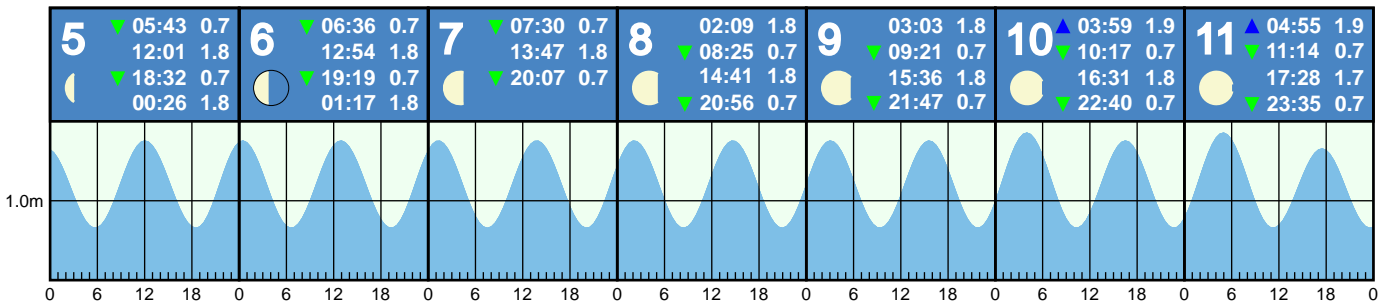 5
▼ 05:43 0.7
12:01 1.8
▼ 18:32 0.7
00:26 1.8
6
▼ 06:36 0.7
12:54 1.8
▼ 19:19 0.7
01:17 1.8
7
▼ 07:30 0.7
13:47 1.8
▼ 20:07 0.7
8
02:09 1.8
▼ 08:25 0.7
14:41 1.8
▼ 20:56 0.7
9
03:03 1.8
▼ 09:21 0.7
15:36 1.8
▼ 21:47 0.7
10
▲ 03:59 1.9
▼ 10:17 0.7
16:31 1.8
▼ 22:40 0.7
11
▲ 04:55 1.9
▼ 11:14 0.7
17:28 1.7
▼ 23:35 0.7
1.0m
0 6 12 18 0 6 12 18 0 6 12 18 0 6 12 18 0 6 12 18 0 6 12 18 0 6 12 18 0